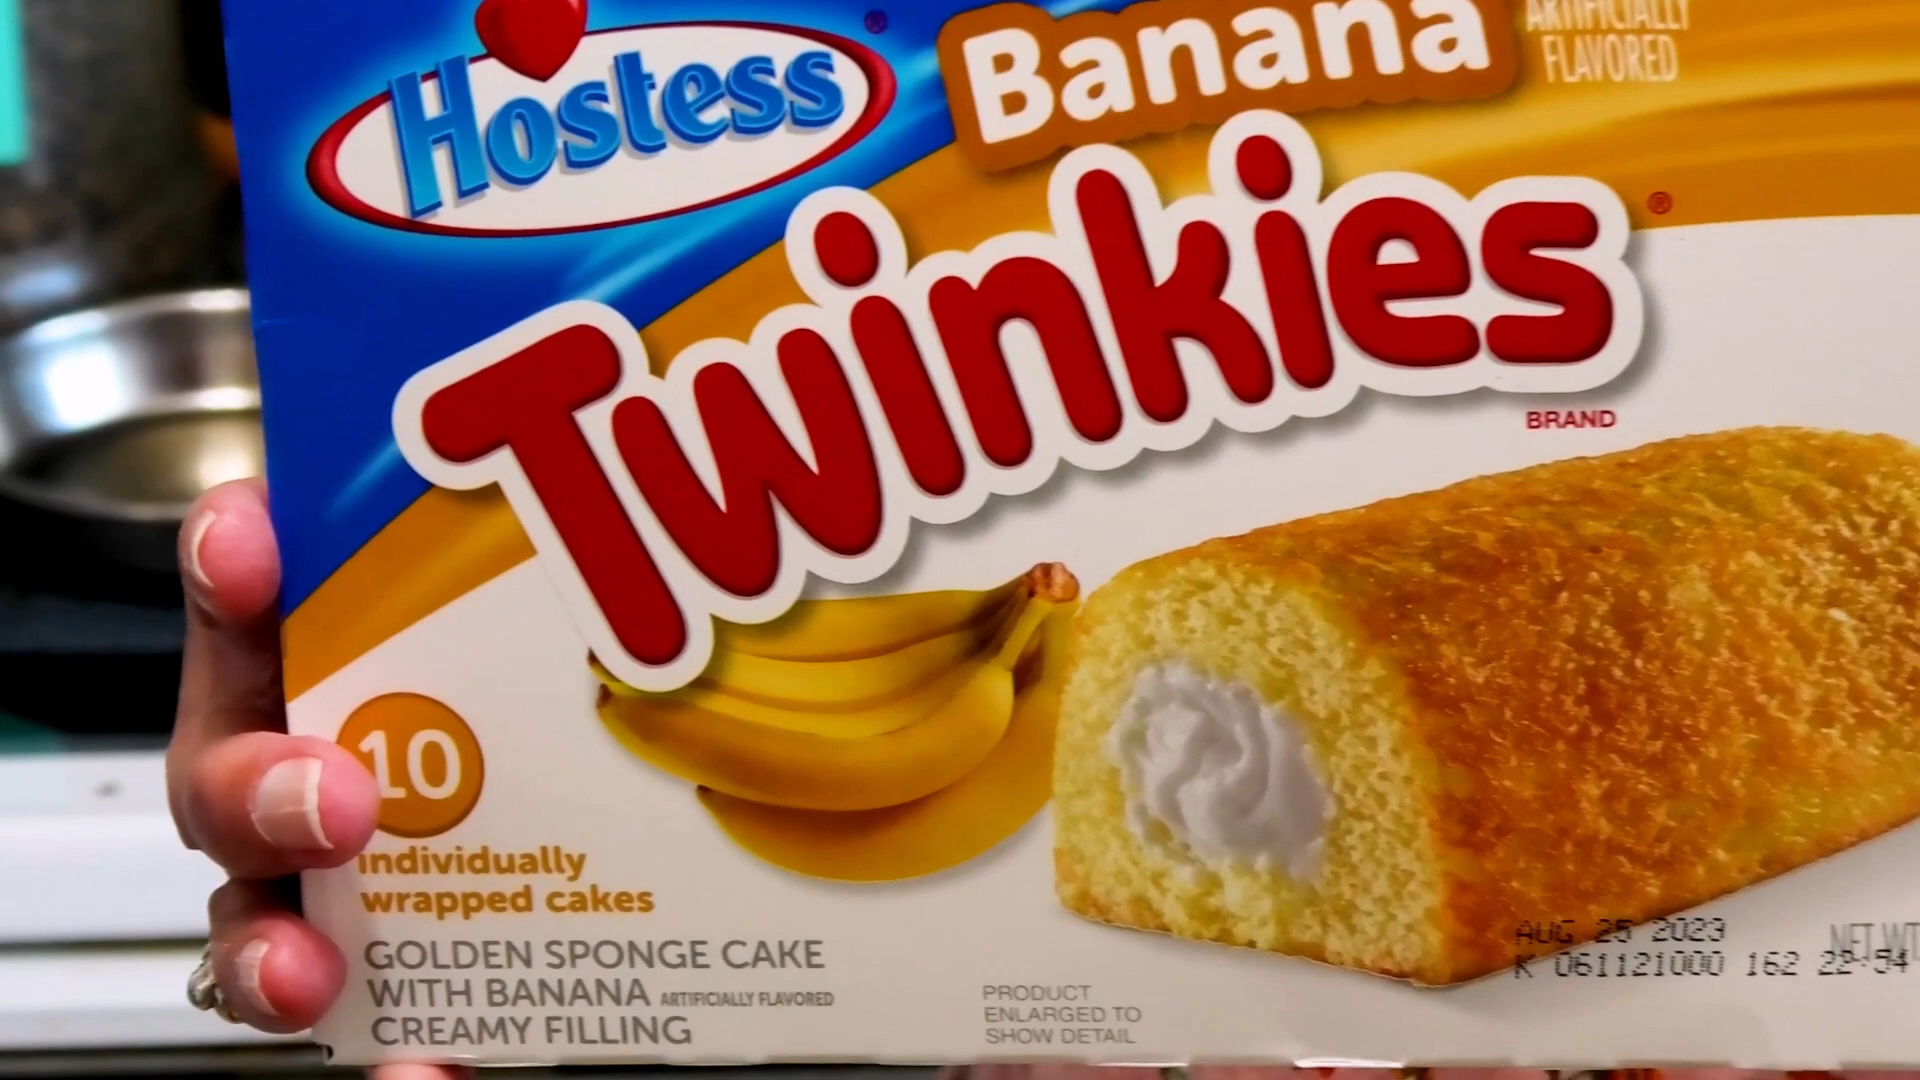 Hostess®
Banana
ARTIFICIALLY
FLAVORED
Twinkies®
BRAND
10
individually
wrapped cakes
GOLDEN SPONGE CAKE
WITH BANANA ARTIFICIALLY FLAVORED
CREAMY FILLING
PRODUCT
ENLARGED TO
SHOW DETAIL
AUG 25 2023
NET WT
K 061121000 162 22:54